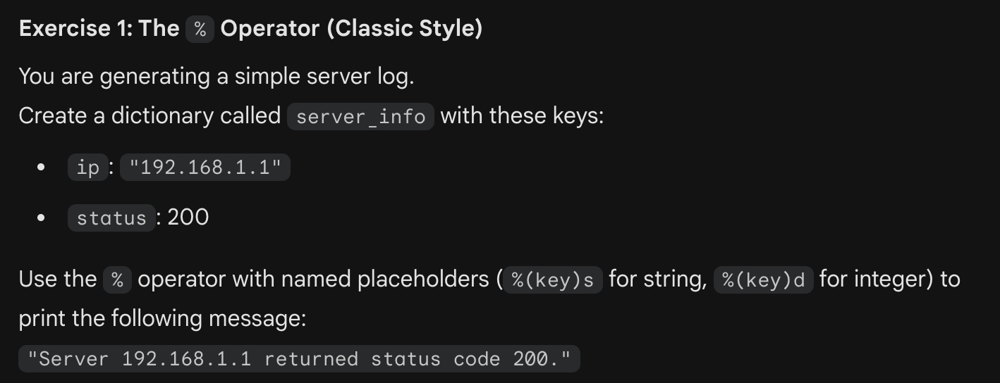 Exercise 1: The % Operator (Classic Style)
You are generating a simple server log.
Create a dictionary called server_info with these keys:
• ip: "192.168.1.1"
• status: 200
Use the % operator with named placeholders (%(key)s for string, %(key)d for integer) to
print the following message:
"Server 192.168.1.1 returned status code 200."